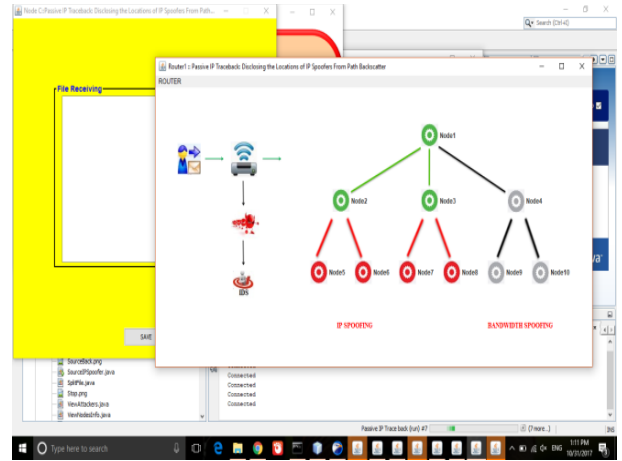 Node C::Passive IP Traceback: Disclosing the Locations of IP Spoofers From Path...
Search (Ctrl+I)
Router1 :: Passive IP Traceback: Disclosing the Locations of IP Spoofers From Path Backscatter
ROUTER
File Receiving
Node1
Node2
Node3
Node4
Node5
Node6
Node7
Node8
Node9
Node10
IDS
IP SPOOFING
BANDWIDTH SPOOFING
SAVE
SourceBack.png
SourceIPSpoofer.java
SplitFile.java
Stop.png
ViewAttackers.java
ViewNodesInfo.java
Connected
Connected
Connected
Connected
Passive IP Trace back (run) #7
(7 more...)
INS
Type here to search
ENG
1:11 PM
10/31/2017